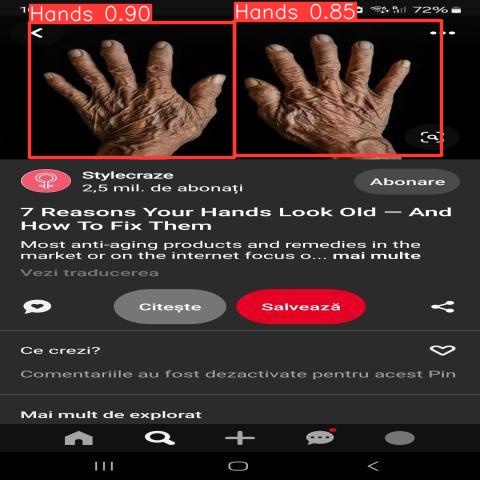 Hands 0.90
Hands 0.85
72%
Stylecraze
2,5 mil. de abonați
Abonare
7 Reasons Your Hands Look Old — And
How To Fix Them
Most anti-aging products and remedies in the
market or on the internet focus o... mai multe
Vezi traducerea
Citește
Salvează
Ce crezi?
Comentariile au fost dezactivate pentru acest Pin
Mai mult de explorat